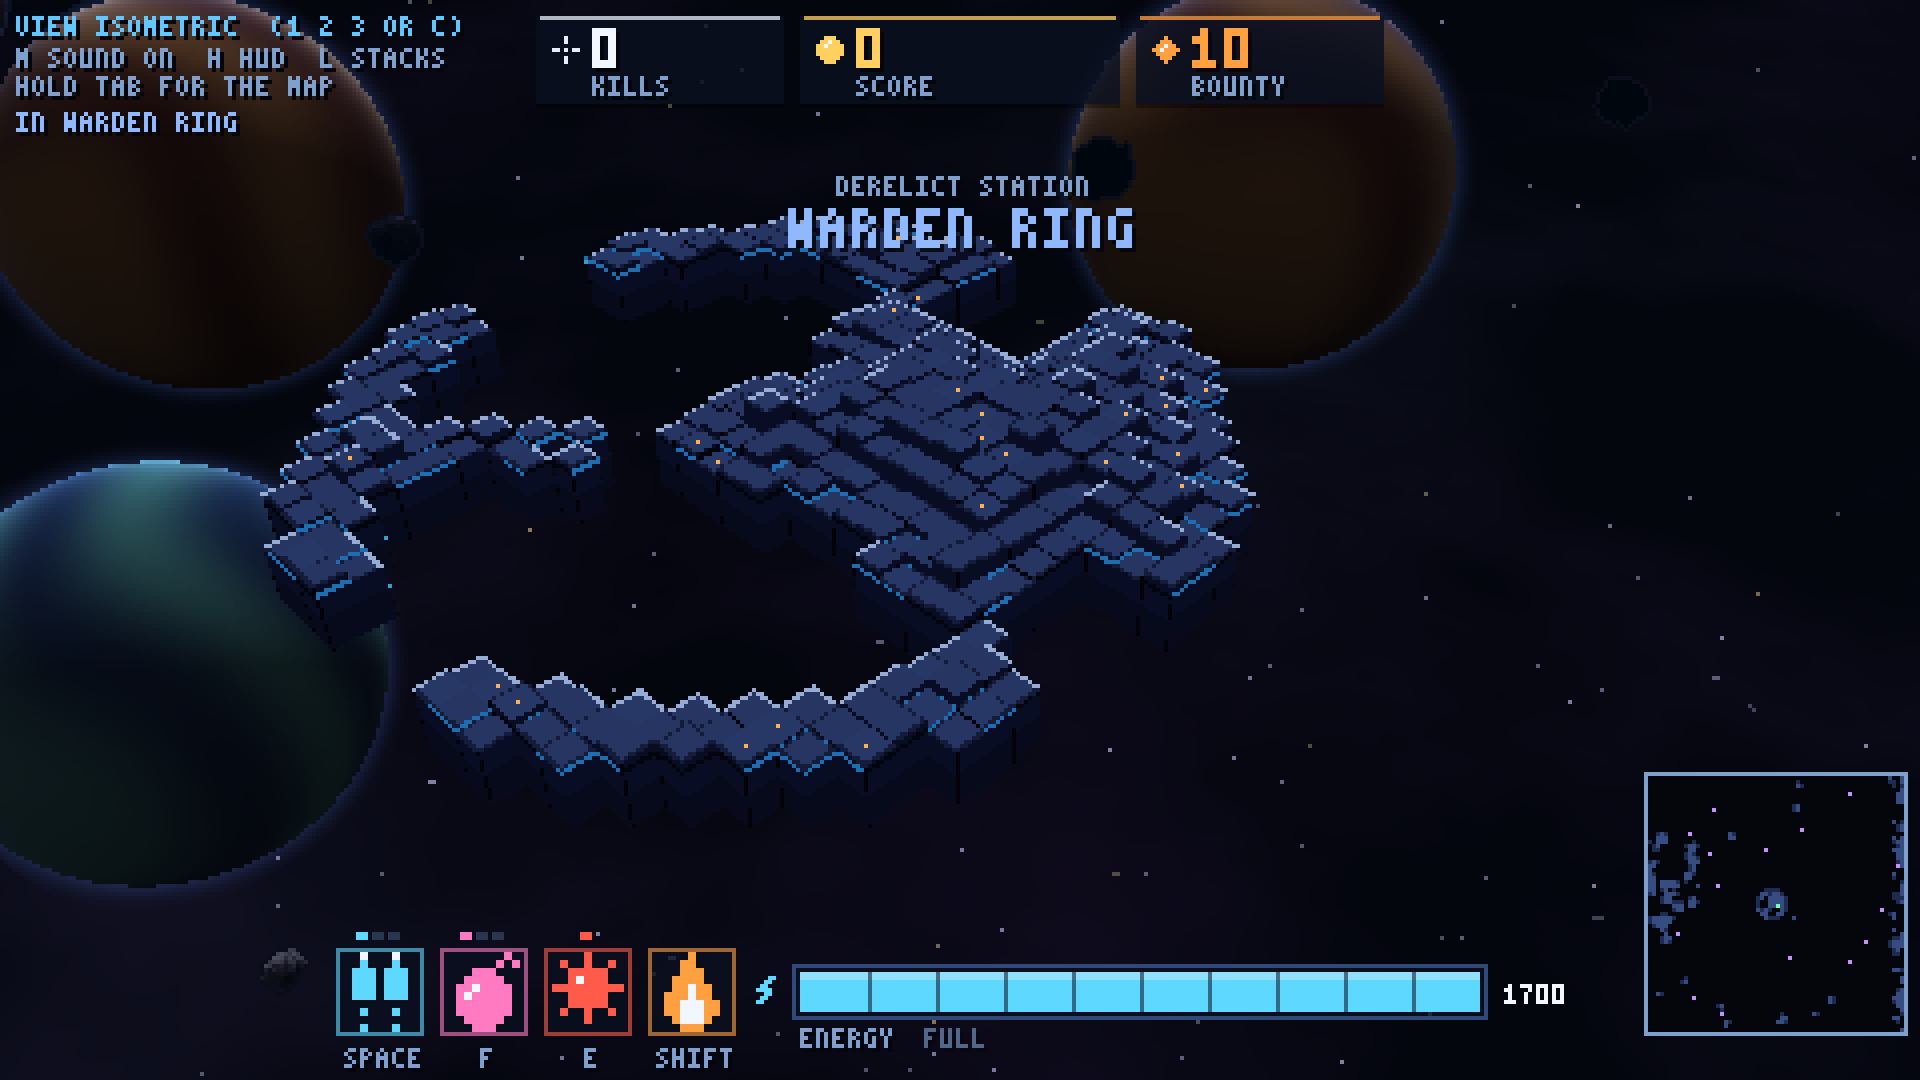 VIEW ISOMETRIC (1 2 3 OR C)
M SOUND ON H HUD L STACKS
HOLD TAB FOR THE MAP
IN WARDEN RING
0
KILLS
0
SCORE
10
BOUNTY
DERELICT STATION
WARDEN RING
SPACE
F
E
SHIFT
1700
ENERGY FULL